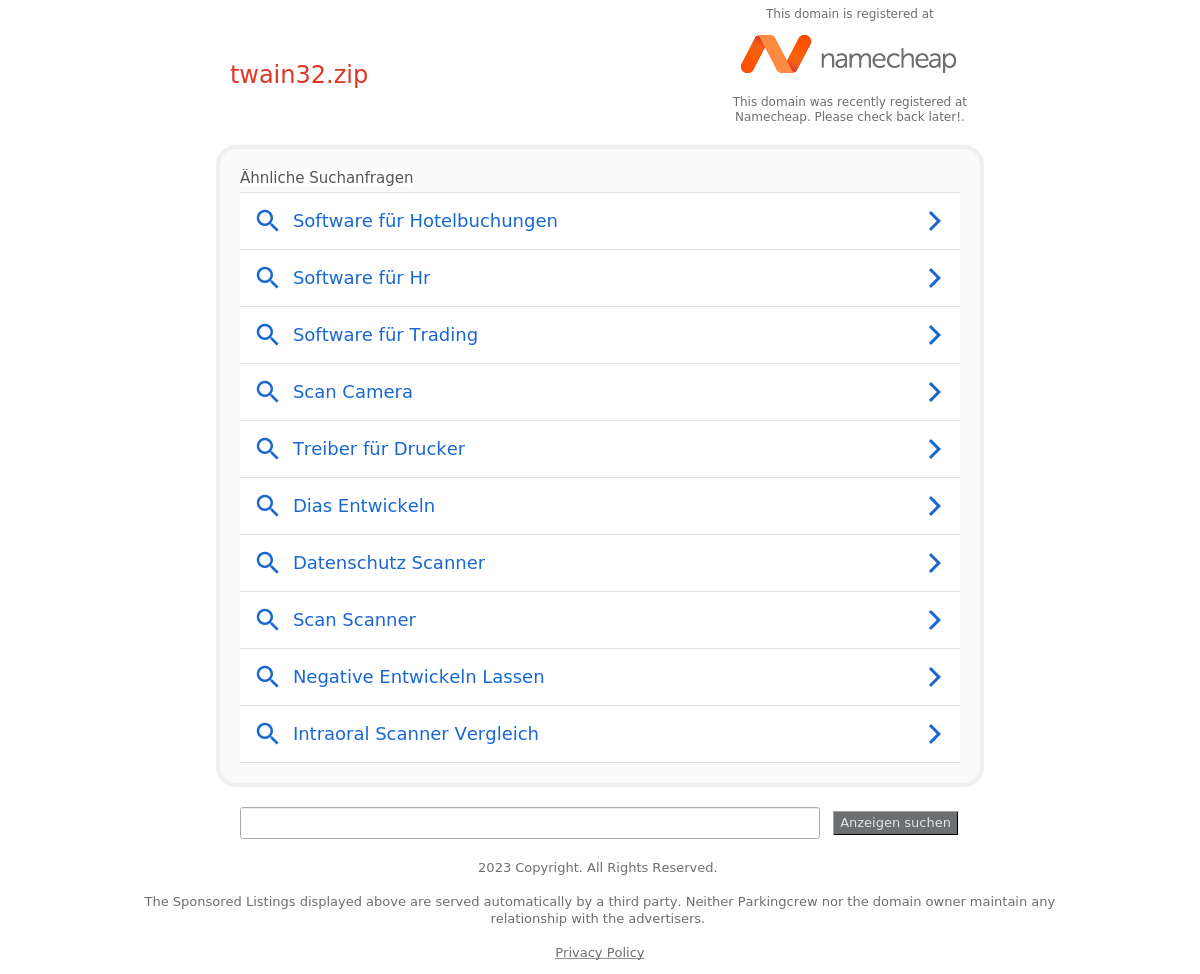 This domain is registered at
namecheap
twain32.zip
This domain was recently registered at
Namecheap. Please check back later!.
Ähnliche Suchanfragen
Software für Hotelbuchungen
Software für Hr
Software für Trading
Scan Camera
Treiber für Drucker
Dias Entwickeln
Datenschutz Scanner
Scan Scanner
Negative Entwickeln Lassen
Intraoral Scanner Vergleich
Anzeigen suchen
2023 Copyright. All Rights Reserved.
The Sponsored Listings displayed above are served automatically by a third party. Neither Parkingcrew nor the domain owner maintain any
relationship with the advertisers.
Privacy Policy